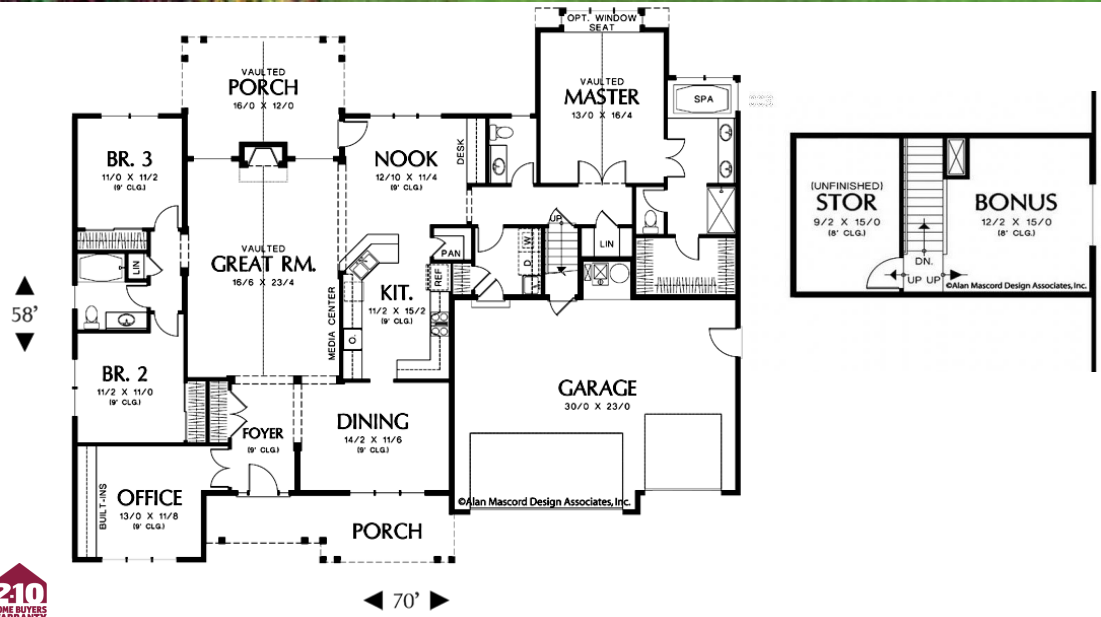 OPT. WINDOW
SEAT
VAULTED
PORCH
16/0 X 12/0
VAULTED
MASTER
13/0 X 16/4
SPA
BR. 3
11/0 X 11/2
(9' CLG.)
NOOK
12/10 X 11/4
(9' CLG.)
DESK
(UNFINISHED)
STOR
9/2 X 15/0
(8' CLG.)
BONUS
12/2 X 15/0
(8' CLG.)
DN.
UP UP
©Alan Mascord Design Associates, Inc.
UP
LIN
PAN
W
D
LIN
VAULTED
GREAT RM.
16/6 X 23/4
REF
KIT.
11/2 X 15/2
(9' CLG.)
MEDIA CENTER
O.
58'
BR. 2
11/2 X 11/0
(9' CLG.)
GARAGE
30/0 X 23/0
FOYER
(9' CLG.)
DINING
14/2 X 11/6
(9' CLG.)
BUILT-INS
OFFICE
13/0 X 11/8
(9' CLG.)
©Alan Mascord Design Associates, Inc.
PORCH
70'
2-10
HOME BUYERS
WARRANTY